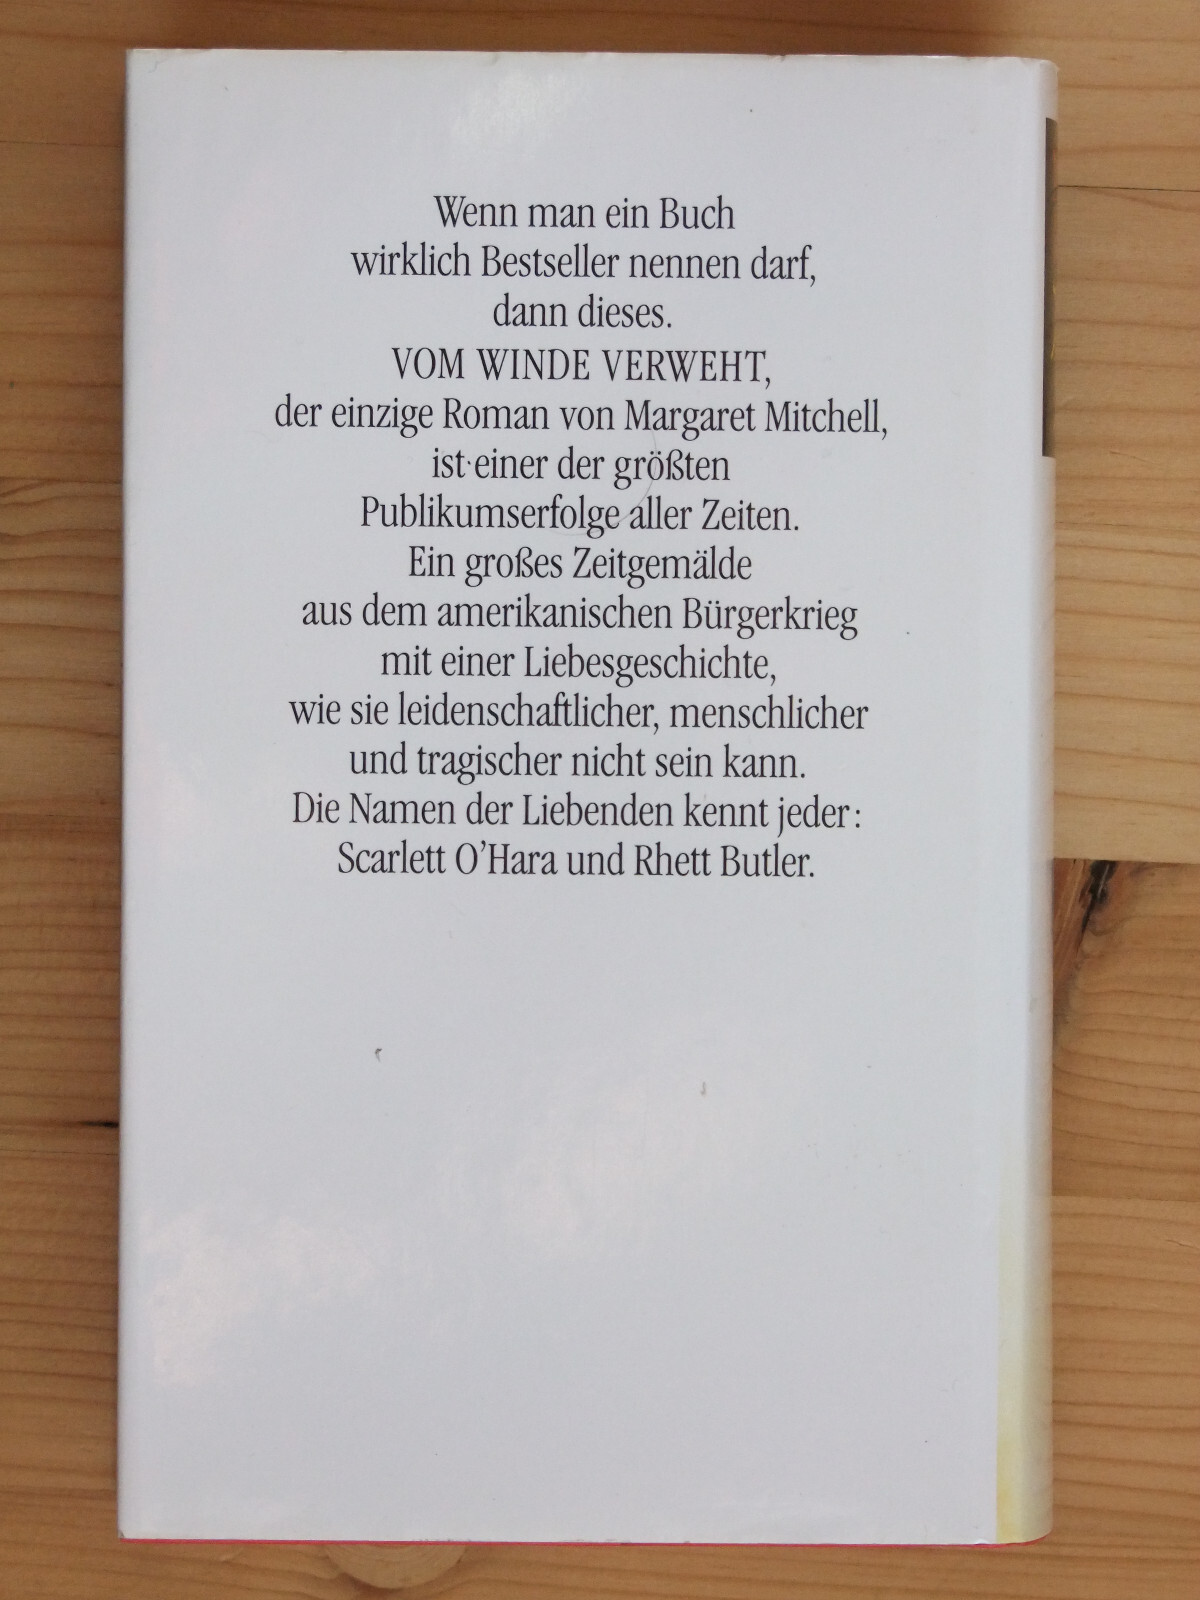 Wenn man ein Buch
wirklich Bestseller nennen darf,
dann dieses.
VOM WINDE VERWEHT,
der einzige Roman von Margaret Mitchell,
ist einer der größten
Publikumserfolge aller Zeiten.
Ein großes Zeitgemälde
aus dem amerikanischen Bürgerkrieg
mit einer Liebesgeschichte,
wie sie leidenschaftlicher, menschlicher
und tragischer nicht sein kann.
Die Namen der Liebenden kennt jeder:
Scarlett O’Hara und Rhett Butler.